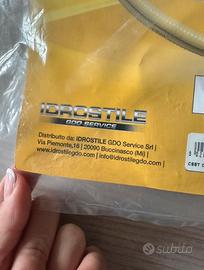 IDROSTILE
GDO SERVICE
Distribuito da: IDROSTILE GDO Service Srl |
Via Piemonte,16 | 20090 Buccinasco (Mi) |
www.idrostilegdo.com | info@idrostilegdo.com
subito